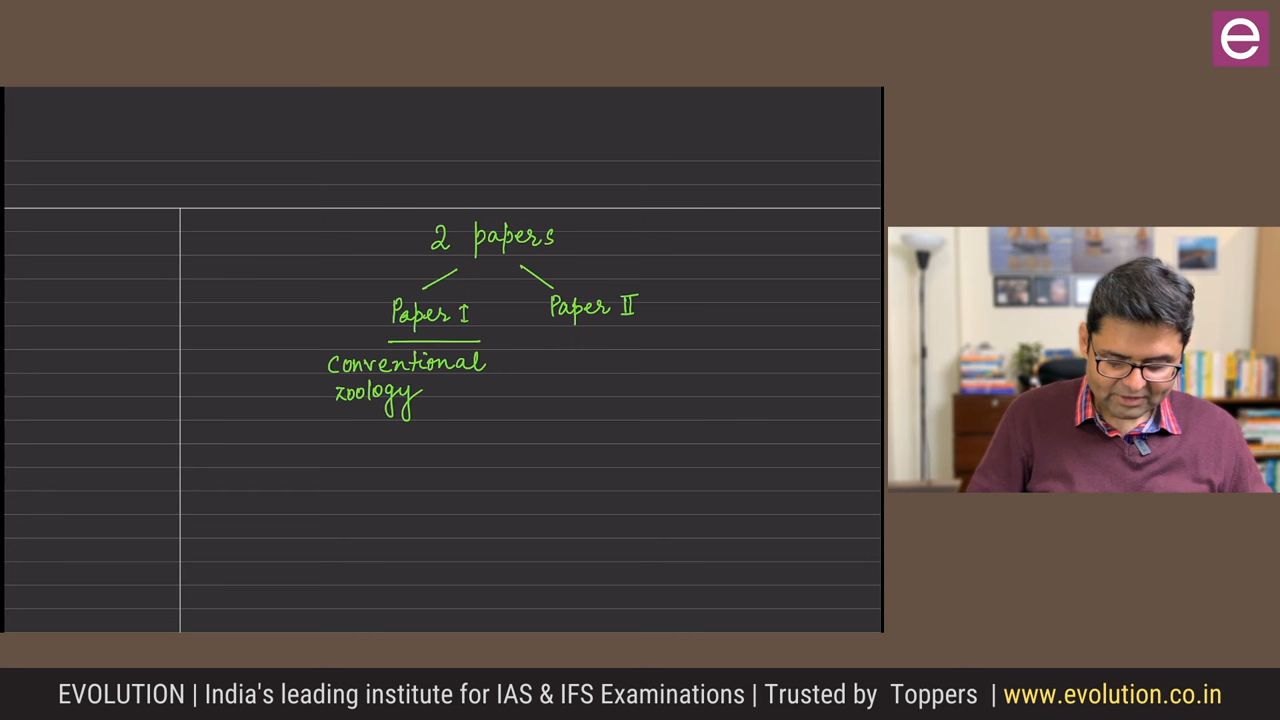 e
2 papers
Paper I
Paper II
conventional
zoology
EVOLUTION | India's leading institute for IAS & IFS Examinations | Trusted by Toppers | www.evolution.co.in